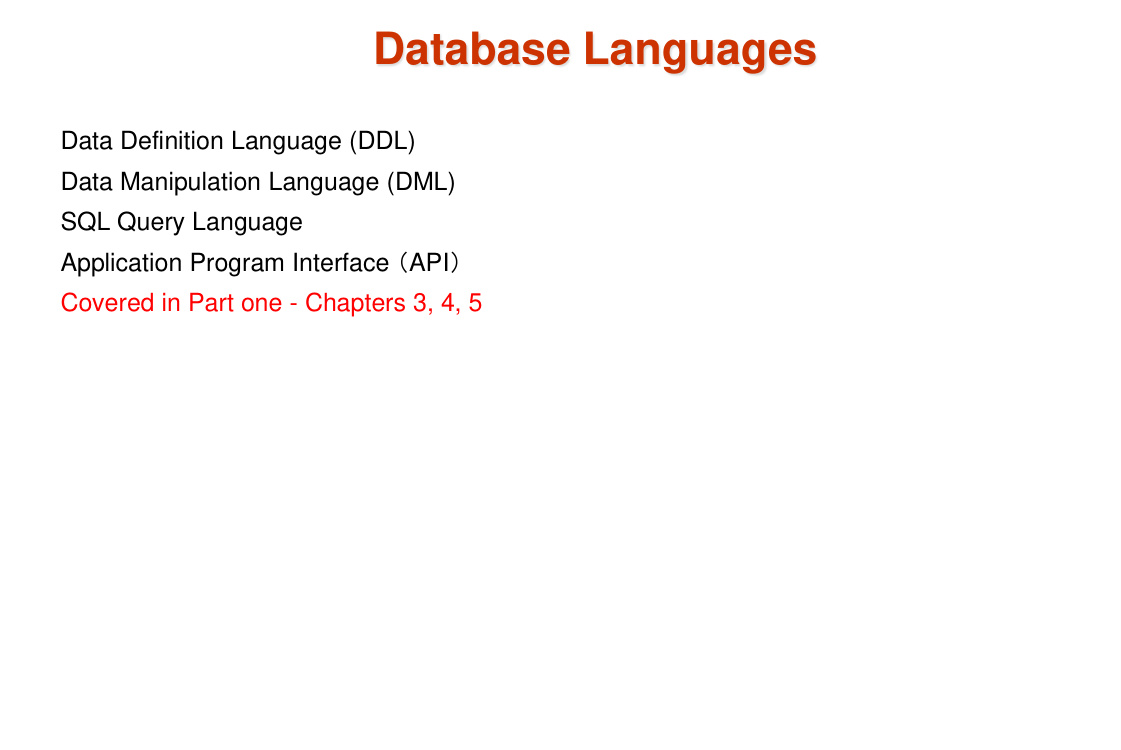 Database Languages
Data Definition Language (DDL)
Data Manipulation Language (DML)
SQL Query Language
Application Program Interface（API）
Covered in Part one - Chapters 3, 4, 5